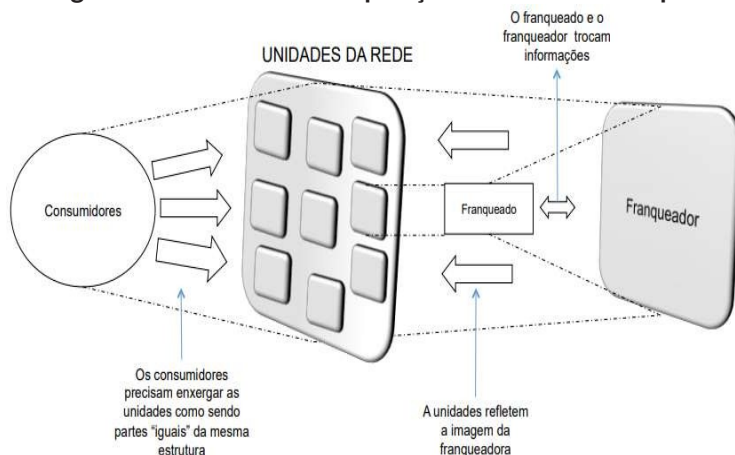 O franqueado e o
franqueador trocam
informações
UNIDADES DA REDE
Consumidores
Franqueado
Franqueador
Os consumidores
precisam enxergar as
unidades como sendo
partes “iguais” da mesma
estrutura
A unidades refletem
a imagem da
franqueadora